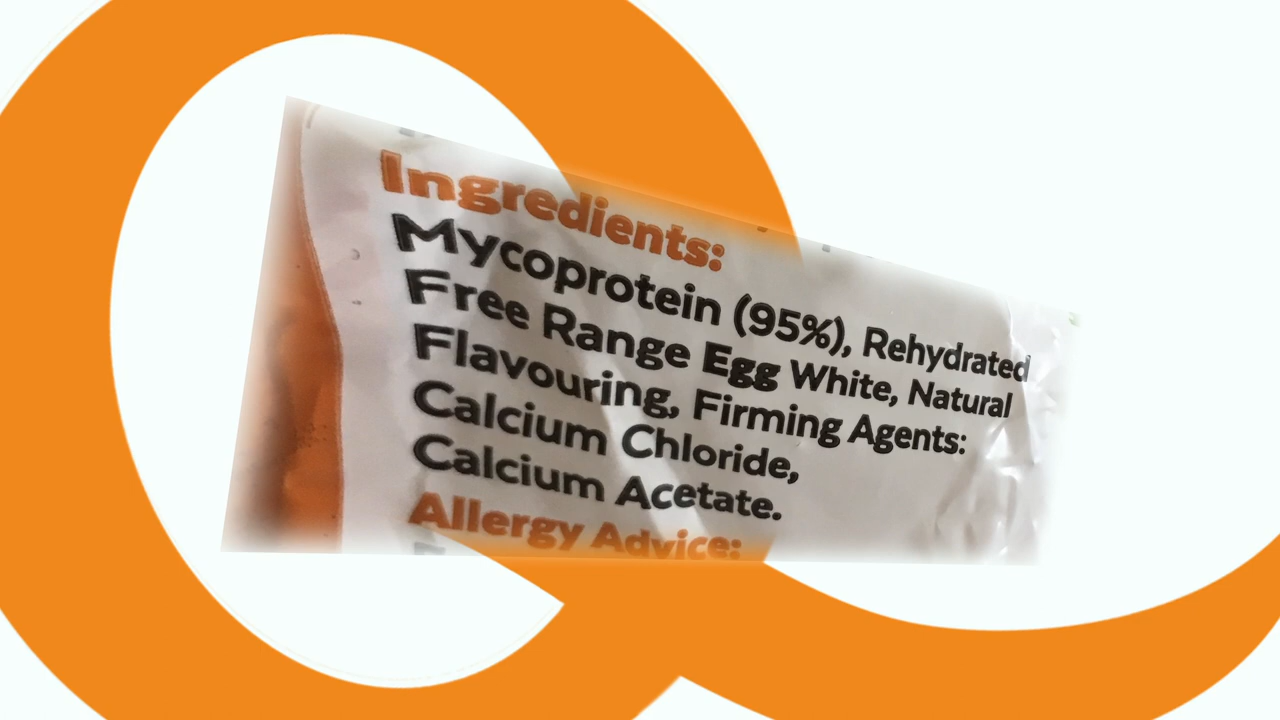 Ingredients:
Mycoprotein (95%), Rehydrated
Free Range Egg White, Natural
Flavouring, Firming Agents:
Calcium Chloride,
Calcium Acetate.
Allergy Advice: